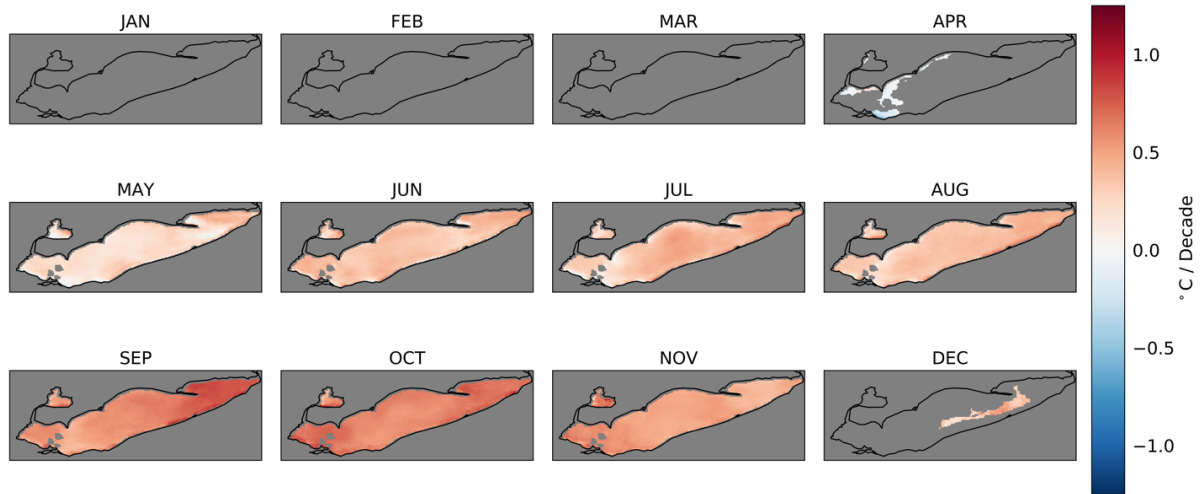 JAN FEB MAR APR
MAY JUN JUL AUG
SEP OCT NOV DEC
1.0
0.5
0.0
−0.5
−1.0
°C / Decade